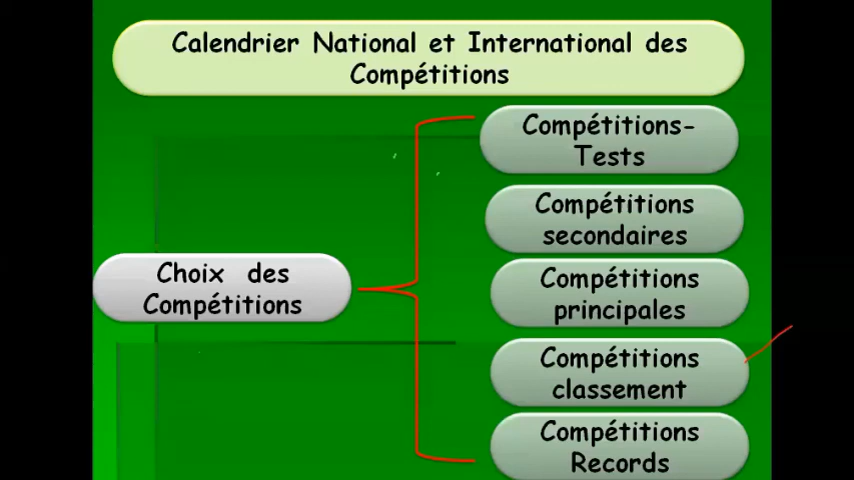 Calendrier National et International des
Compétitions
Compétitions-
Tests
Compétitions
secondaires
Choix des
Compétitions
Compétitions
principales
Compétitions
classement
Compétitions
Records